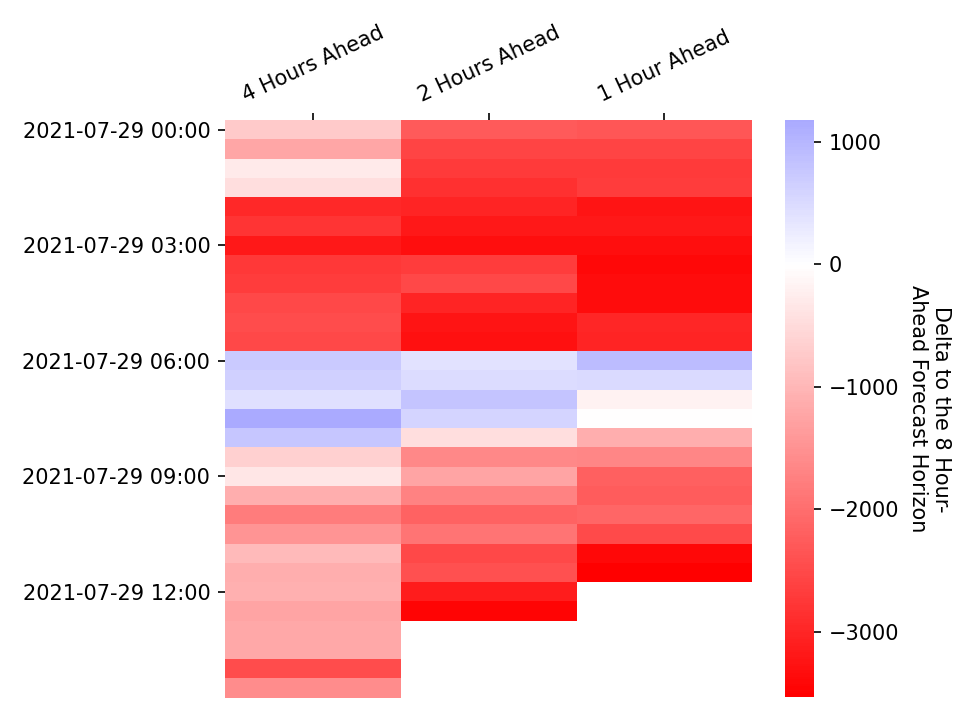 4 Hours Ahead
2 Hours Ahead
1 Hour Ahead
2021-07-29 00:00
2021-07-29 03:00
2021-07-29 06:00
2021-07-29 09:00
2021-07-29 12:00
1000
0
−1000
−2000
−3000
Delta to the 8 Hour-
Ahead Forecast Horizon